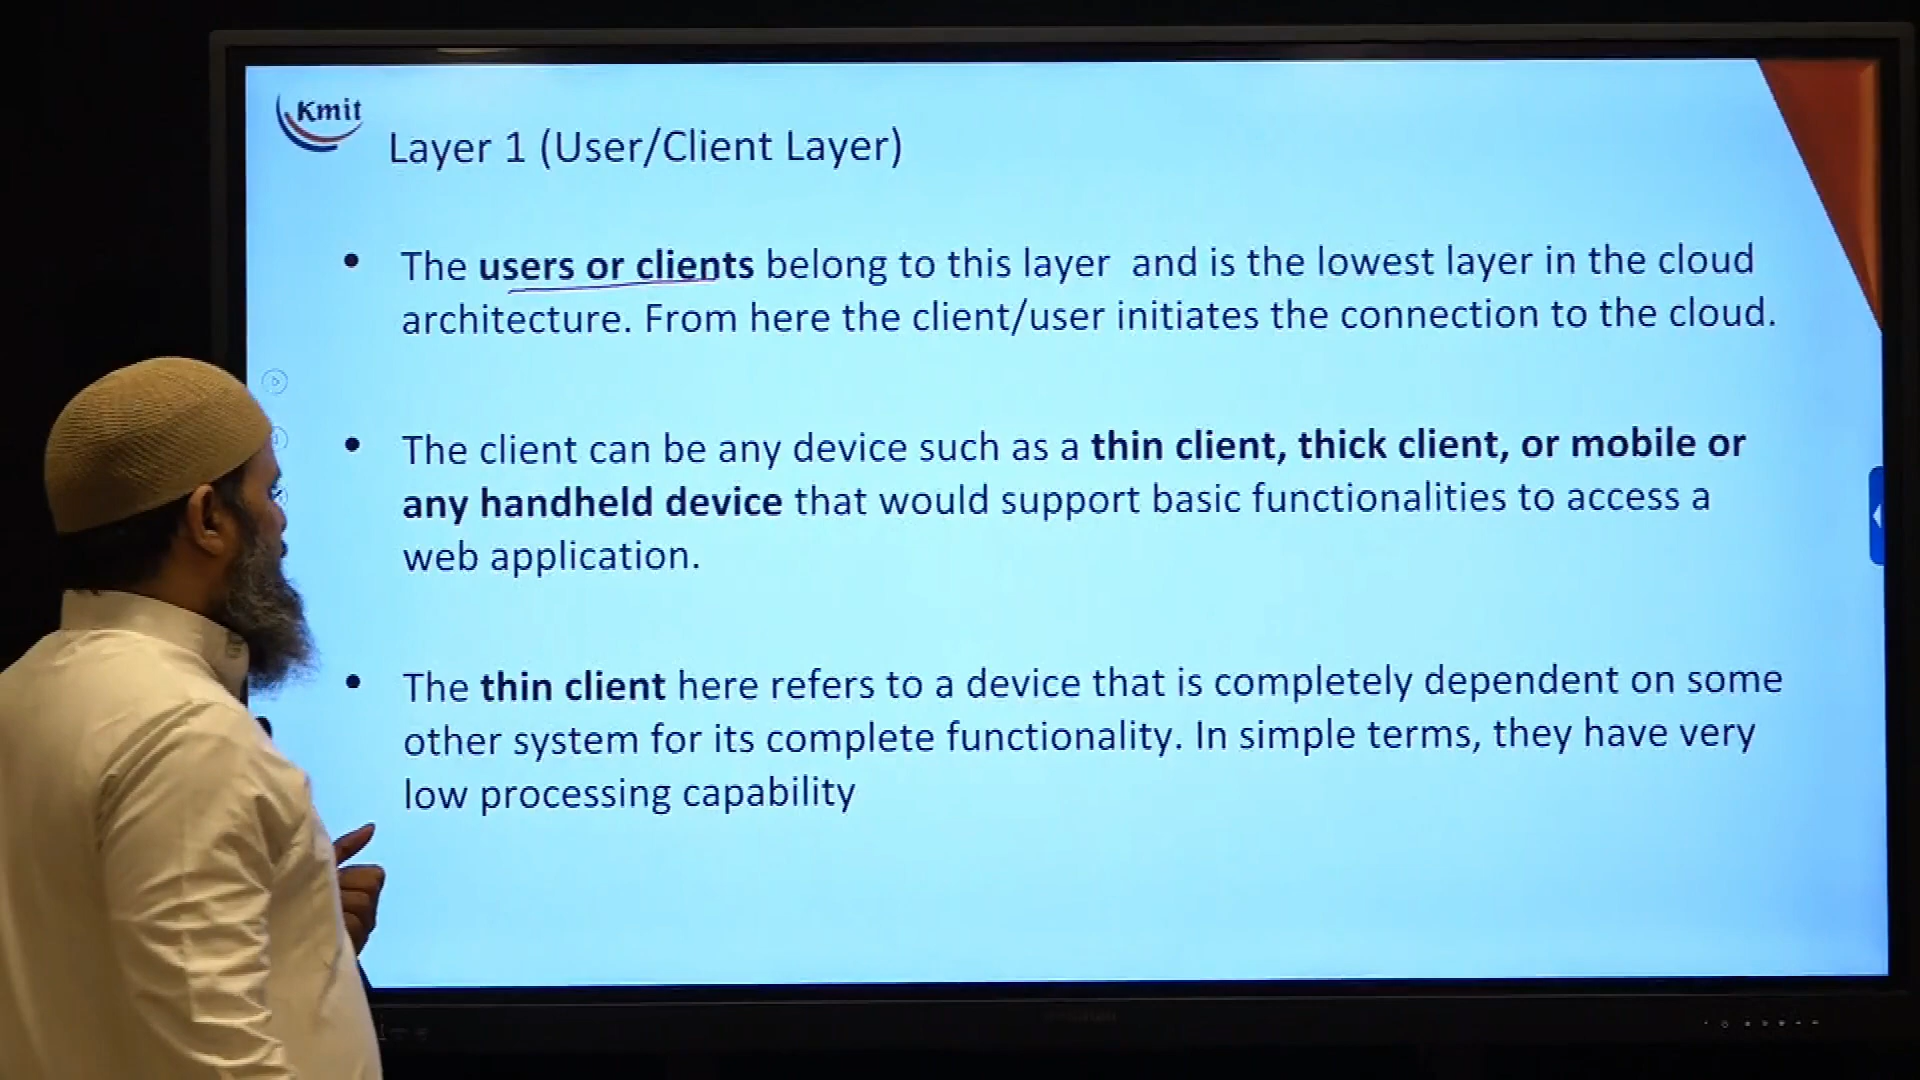 Kmit
Layer 1 (User/Client Layer)
• The users or clients belong to this layer and is the lowest layer in the cloud
architecture. From here the client/user initiates the connection to the cloud.
• The client can be any device such as a thin client, thick client, or mobile or
any handheld device that would support basic functionalities to access a
web application.
• The thin client here refers to a device that is completely dependent on some
other system for its complete functionality. In simple terms, they have very
low processing capability